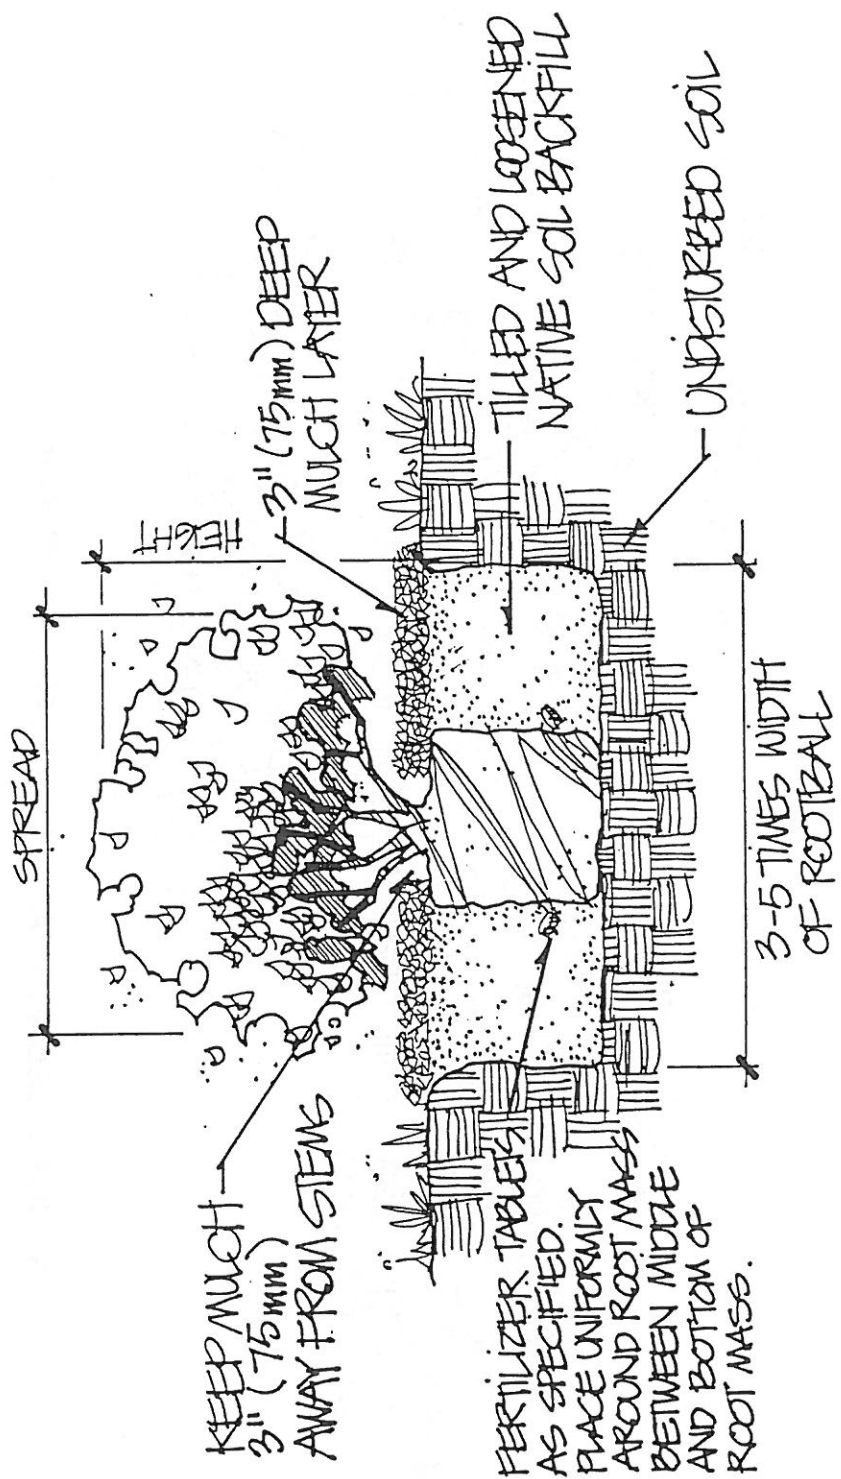 SPREAD
HEIGHT
KEEP MULCH
3" (75mm)
AWAY FROM STEMS
3" (75mm) DEEP
MULCH LAYER
TILLED AND LOOSENED
NATIVE SOIL BACKFILL
UNDISTURBED SOIL
FERTILIZER TABLETS
AS SPECIFIED.
PLACE UNIFORMLY
AROUND ROOT MASS
BETWEEN MIDDLE
AND BOTTOM OF
ROOT MASS.
3-5 TIMES WIDTH
OF ROOTBALL